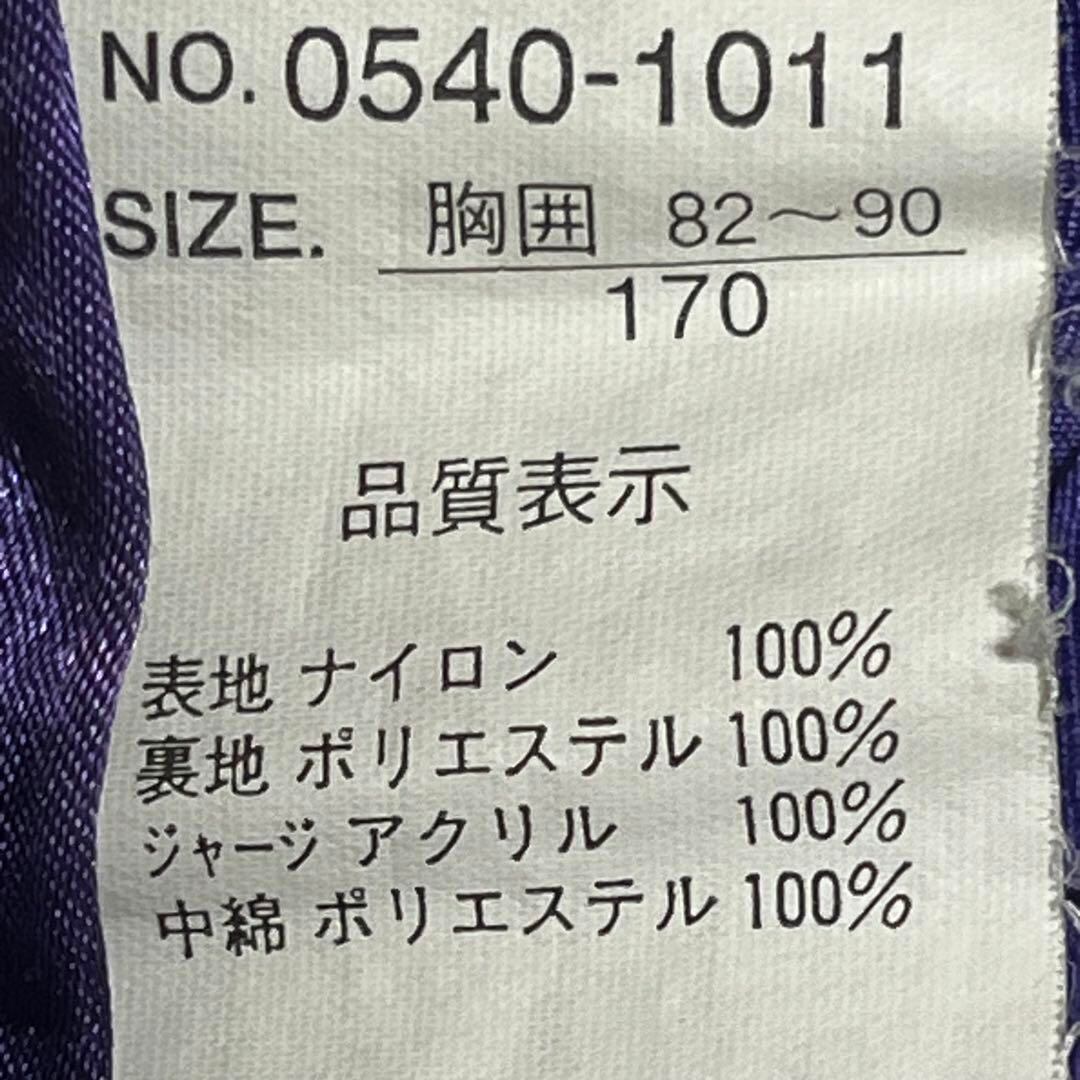 NO. 0540-1011
SIZE. 胸囲 82～90
170
品質表示
表地 ナイロン 100%
裏地 ポリエステル 100%
ジャージ アクリル 100%
中綿 ポリエステル 100%